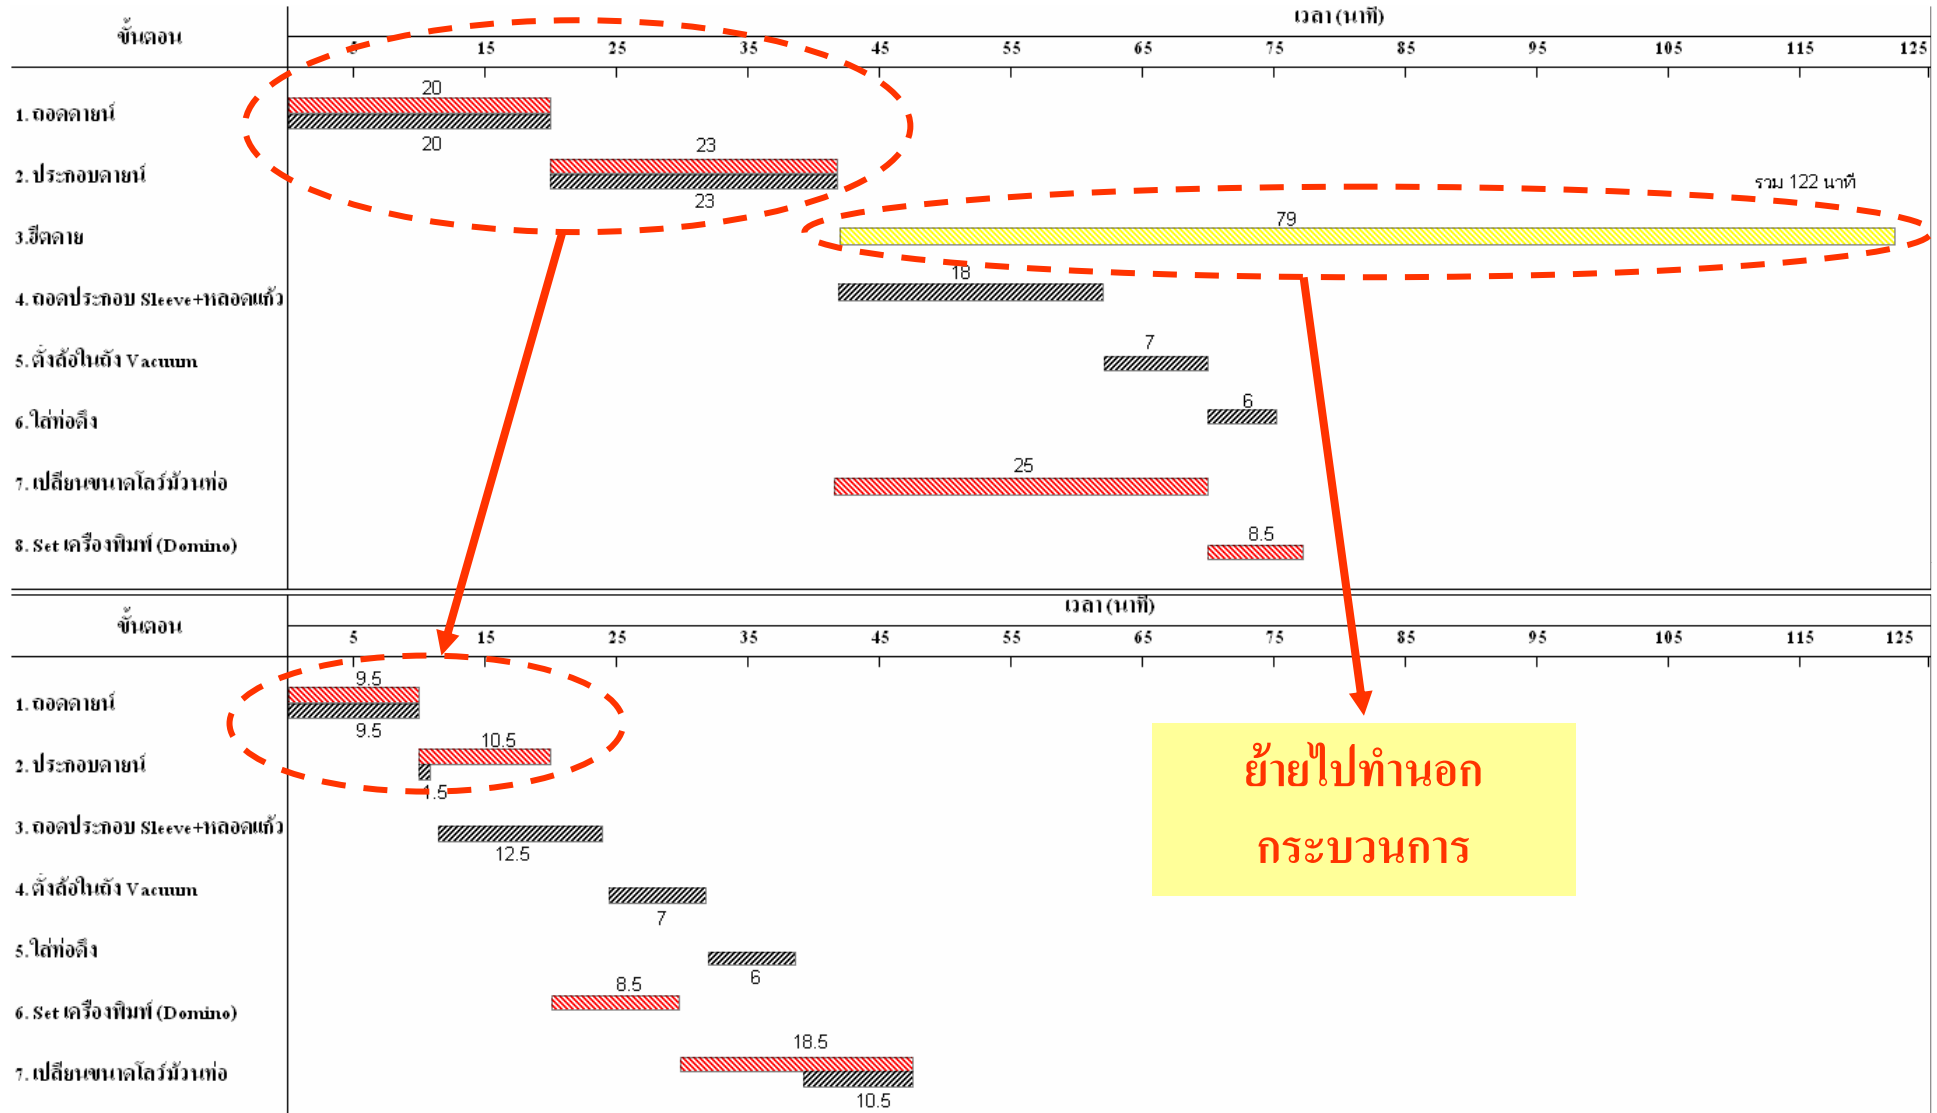 ขั้นตอน
เวลา (นาที)
5 15 25 35 45 55 65 75 85 95 105 115 125
1. ถอดดายน์
20
20
2. ประกอบดายน์
23
23
รวม 122 นาที
3.ฮีตดาย
79
4. ถอดประกอบ Sleeve+หลอดแก้ว
18
5. ตั้งล้อในถัง Vacuum
7
6. ใส่ท่อดึง
6
7. เปลี่ยนขนาดโลว์ม้วนท่อ
25
8. Set เครื่องพิมพ์ (Domino)
8.5
ขั้นตอน
เวลา (นาที)
5 15 25 35 45 55 65 75 85 95 105 115 125
1. ถอดดายน์
9.5
9.5
2. ประกอบดายน์
10.5
1.5
3. ถอดประกอบ Sleeve+หลอดแก้ว
12.5
4. ตั้งล้อในถัง Vacuum
7
5. ใส่ท่อดึง
6
6. Set เครื่องพิมพ์ (Domino)
8.5
7. เปลี่ยนขนาดโลว์ม้วนท่อ
18.5
10.5
ย้ายไปทำนอก
กระบวนการ